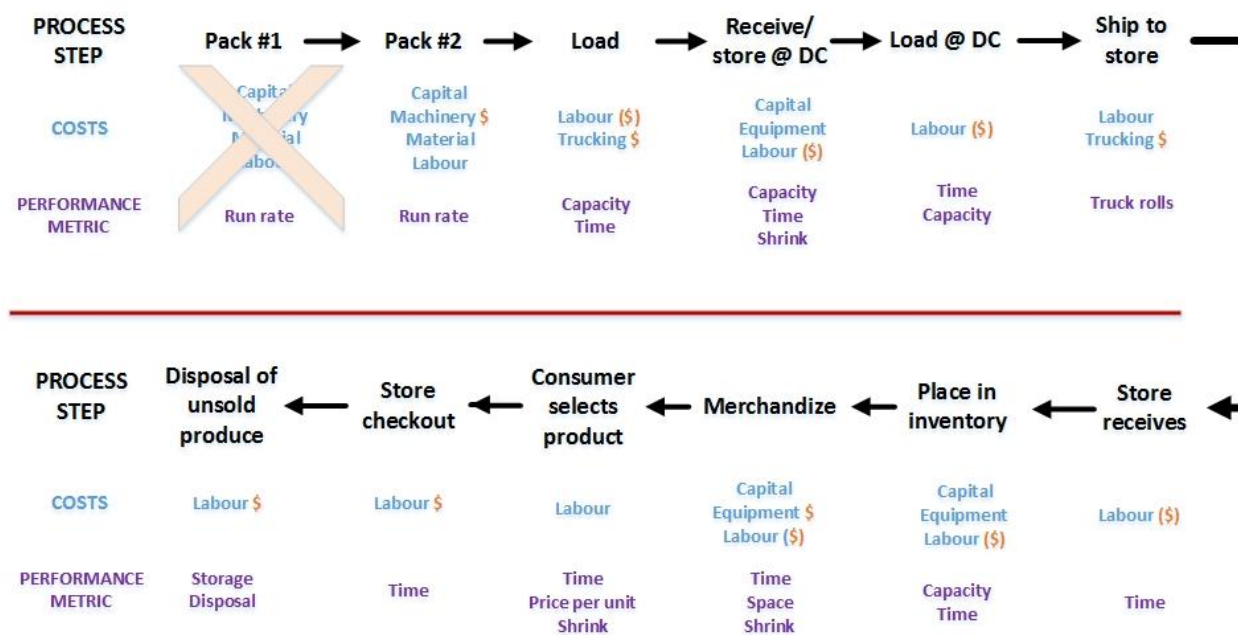 PROCESS STEP
Pack #1
Pack #2
Load
Receive/
store @ DC
Load @ DC
Ship to
store
COSTS
Capital
Machinery
Material
Labour
Capital
Machinery $
Material
Labour
Labour ($)
Trucking $
Capital
Equipment
Labour ($)
Labour ($)
Labour
Trucking $
PERFORMANCE
METRIC
Run rate
Run rate
Capacity
Time
Capacity
Time
Shrink
Time
Capacity
Truck rolls
PROCESS
STEP
Disposal of
unsold
produce
Store
checkout
Consumer
selects
product
Merchandize
Place in
inventory
Store
receives
COSTS
Labour $
Labour $
Labour
Capital
Equipment $
Labour ($)
Capital
Equipment
Labour ($)
Labour ($)
PERFORMANCE
METRIC
Storage
Disposal
Time
Time
Price per unit
Shrink
Time
Space
Shrink
Capacity
Time
Time